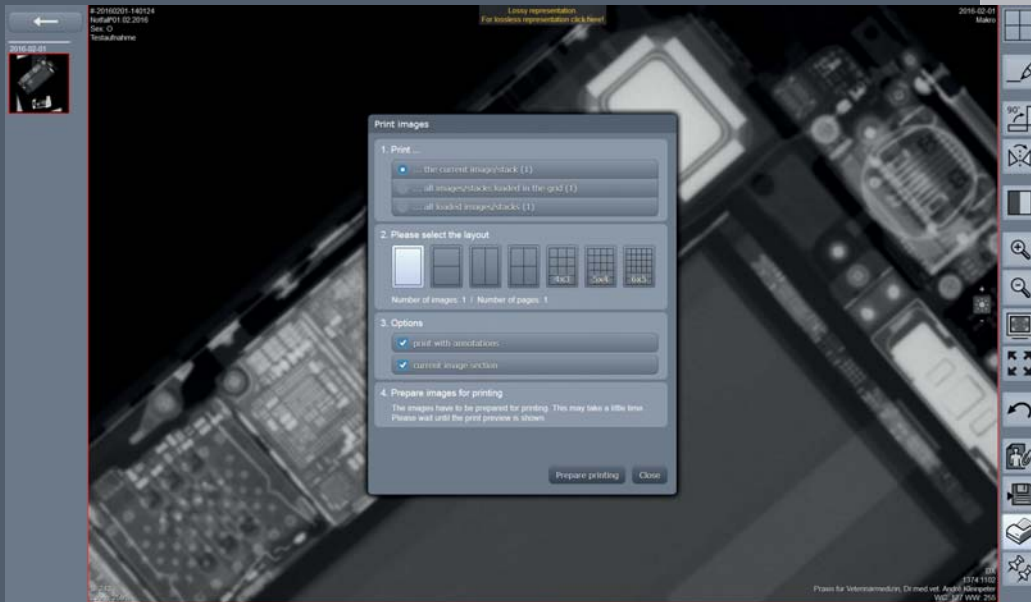 2016-02-01
#-20160201-140124
Notfall^01.02.2016
Sex: O
Testaufnahme
Lossy representation.
For lossless representation click here!
2016-02-01
Makro
90°
Print images
1. Print ...
... the current image/stack (1)
... all images/stacks loaded in the grid (1)
... all loaded images/stacks (1)
2. Please select the layout
4x3
5x4
6x5
Number of images: 1 / Number of pages: 1
3. Options
print with annotations
current image section
4. Prepare images for printing
The images have to be prepared for printing. This may take a little time.
Please wait until the print preview is shown.
Prepare printing
Close
1374 1102
Praxis für Veterinärmedizin, Dr.med.vet. André Kleinpeter
WW: 255